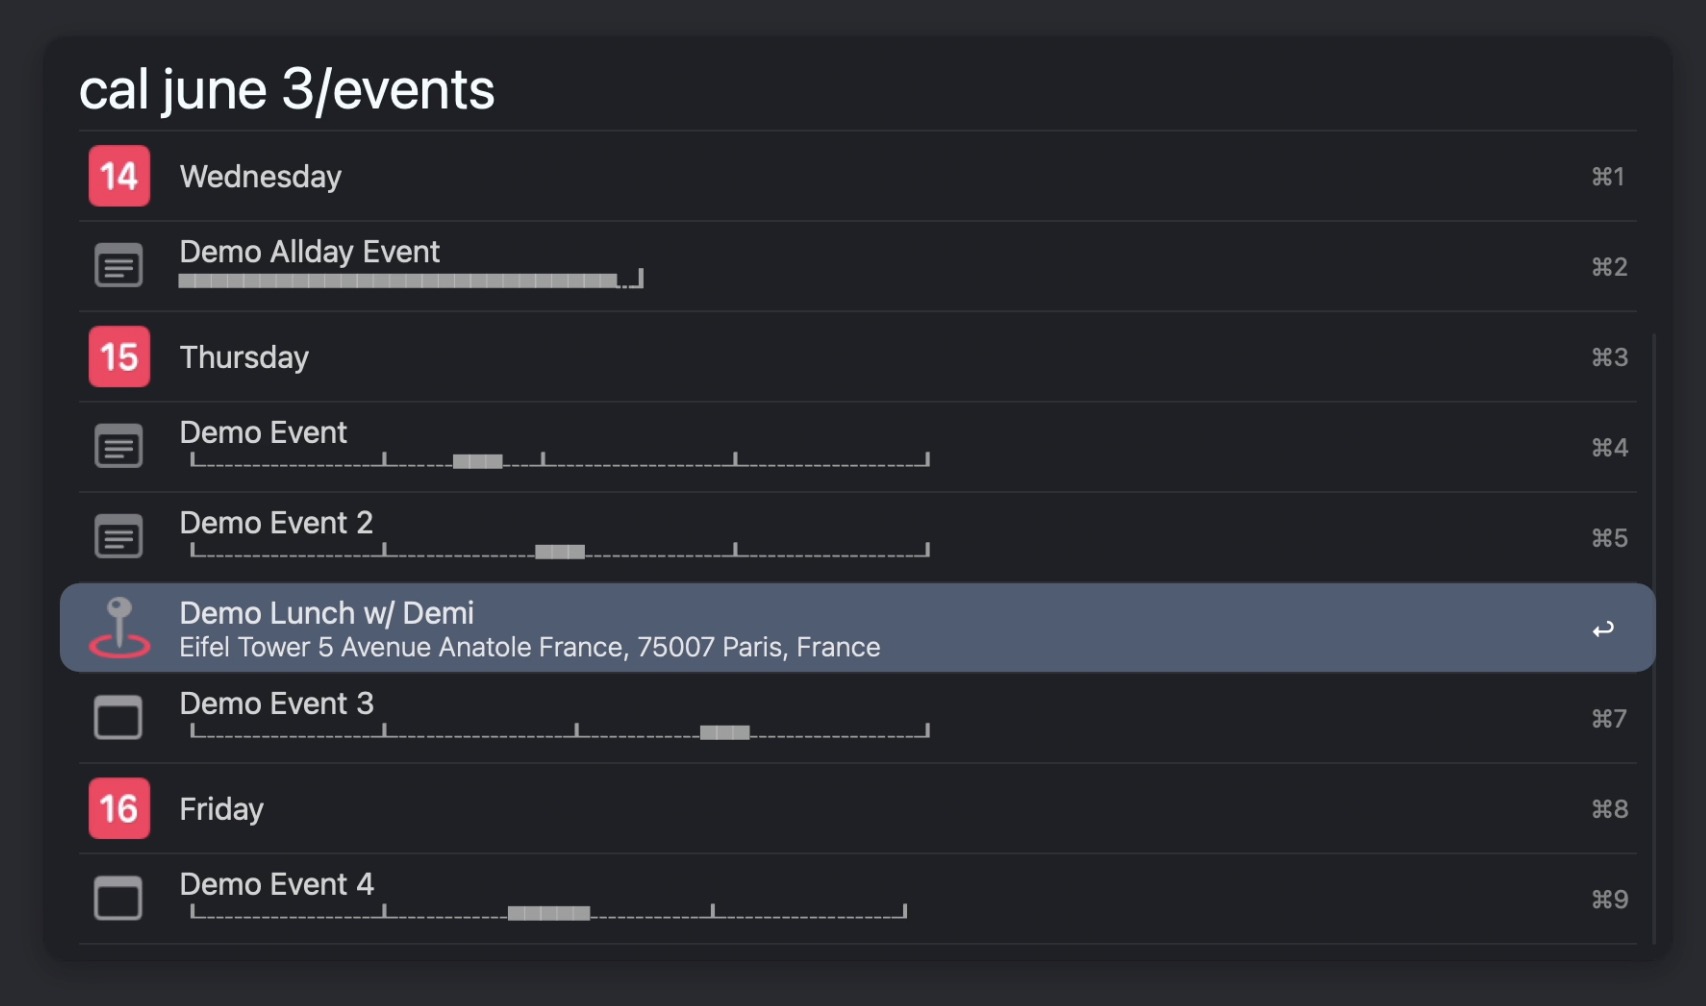 cal june 3/events
14 Wednesday ⌘1
Demo Allday Event ⌘2
15 Thursday ⌘3
Demo Event ⌘4
Demo Event 2 ⌘5
Demo Lunch w/ Demi
Eifel Tower 5 Avenue Anatole France, 75007 Paris, France
Demo Event 3 ⌘7
16 Friday ⌘8
Demo Event 4 ⌘9